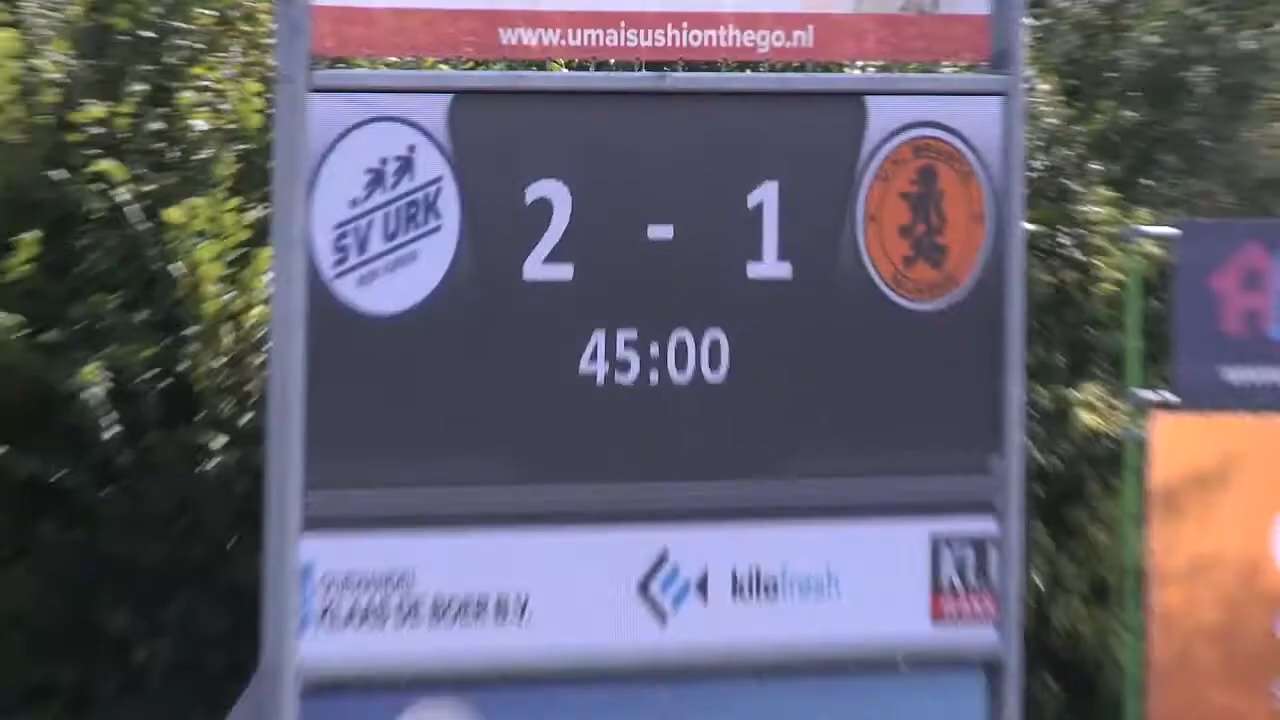 www.umaisushionthego.nl
SV URK
2 - 1
45:00
KLAAS DE BOER B.V.
kilofresh